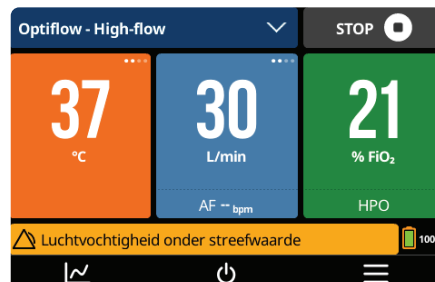 Optiflow - High-flow
STOP
37
°C
30
L/min
AF -- bpm
21
% FiO₂
HPO
Luchtvochtigheid onder streefwaarde
100